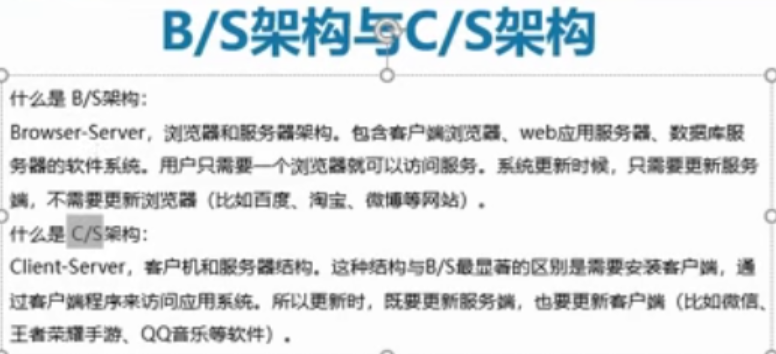 B/S架构与C/S架构
什么是 B/S架构：
Browser-Server，浏览器和服务器架构。包含客户端浏览器、web应用服务器、数据库服
务器的软件系统。用户只需要一个浏览器就可以访问服务。系统更新时候，只需要更新服务
端，不需要更新浏览器（比如百度、淘宝、微博等网站）。
什么是 C/S架构：
Client-Server，客户机和服务器结构。这种结构与B/S最显著的区别是需要安装客户端，通
过客户端程序来访问应用系统。所以更新时，既要更新服务端，也要更新客户端（比如微信、
王者荣耀手游、QQ音乐等软件）。